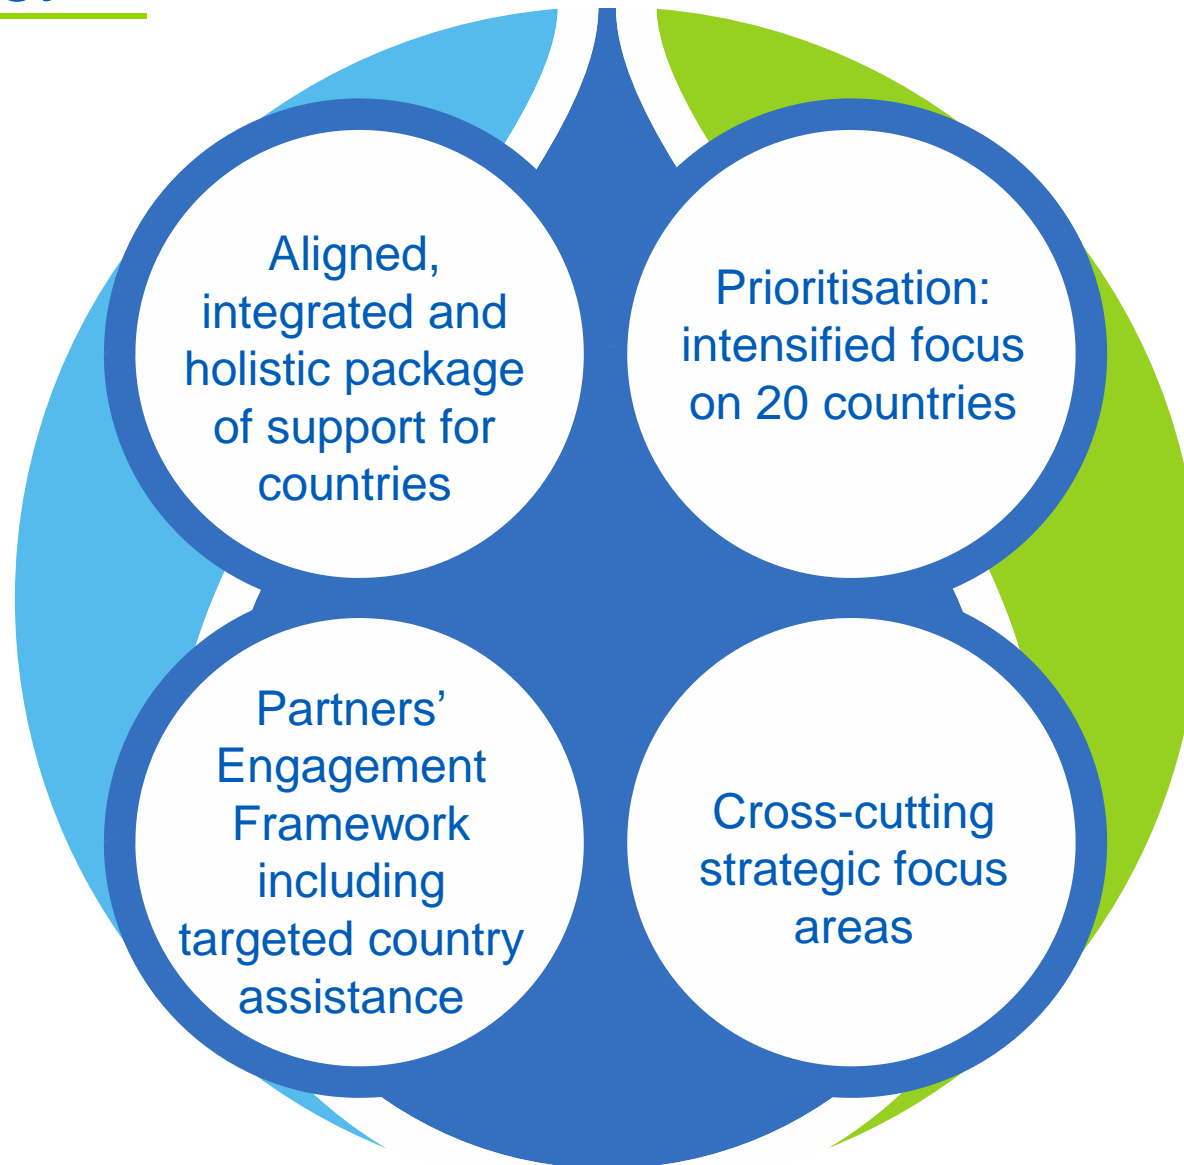 Aligned,
integrated and
holistic package
of support for
countries
Prioritisation:
intensified focus
on 20 countries
Partners’
Engagement
Framework
including
targeted country
assistance
Cross-cutting
strategic focus
areas